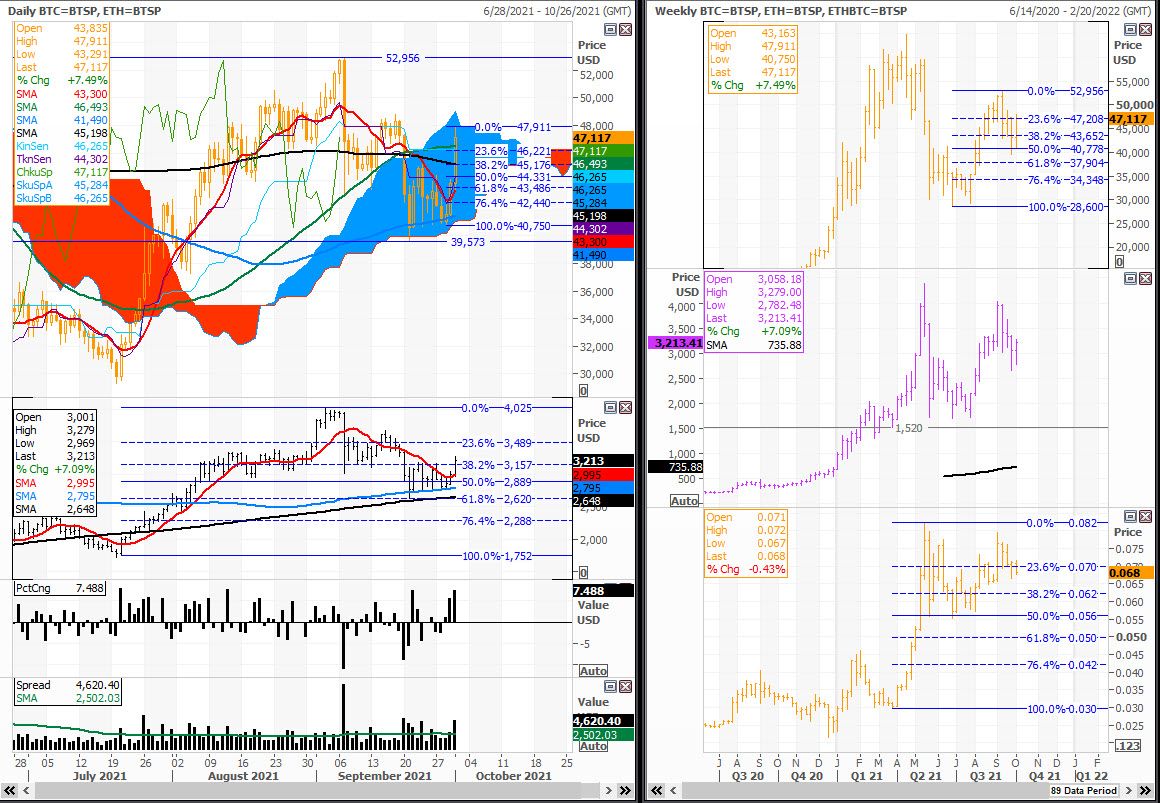 Daily BTC=BTSP, ETH=BTSP
6/28/2021 - 10/26/2021 (GMT)
Open 43,835
High 47,911
Low 43,291
Last 47,117
% Chg +7.49%
SMA 43,300
SMA 46,493
SMA 41,490
SMA 45,198
KinSen 46,265
TknSen 44,302
ChkuSp 47,117
SkuSpA 45,284
SkuSpB 46,265
52,956
0.0% 47,911
23.6% 46,221
38.2% 45,176
50.0% 44,331
61.8% 43,486
76.4% 42,440
100.0% 40,750
39,573
Price
USD
52,000
50,000
48,000
47,117
47,117
46,493
46,265
46,265
45,284
45,198
44,302
43,300
41,490
38,000
36,000
34,000
32,000
30,000
0
Open 3,001
High 3,279
Low 2,969
Last 3,213
% Chg +7.09%
SMA 2,995
SMA 2,795
SMA 2,648
0.0% 4,025
23.6% 3,489
38.2% 3,157
50.0% 2,889
61.8% 2,620
76.4% 2,288
100.0% 1,752
Price
USD
3,213
2,995
2,795
2,648
2,000
0
PctCng 7.488
7.488
Value
USD
-5
Auto
Spread 4,620.40
SMA 2,502.03
Value
4,620.40
2,502.03
Auto
28 05 12 19 26 02 09 16 23 30 06 13 20 27 04 11 18 25
July 2021 August 2021 September 2021 October 2021
Weekly BTC=BTSP, ETH=BTSP, ETHBTC=BTSP
6/14/2020 - 2/20/2022 (GMT)
Open 43,163
High 47,911
Low 40,750
Last 47,117
% Chg +7.49%
0.0% 52,956
23.6% 47,208
38.2% 43,652
50.0% 40,778
61.8% 37,904
76.4% 34,348
100.0% 28,600
Price
USD
55,000
50,000
47,117
45,000
40,000
35,000
30,000
25,000
20,000
0
Price
USD
4,000
3,500
3,213.41
3,000
2,500
2,000
1,500
1,000
735.88
500
Auto
Open 3,058.18
High 3,279.00
Low 2,782.48
Last 3,213.41
% Chg +7.09%
SMA 735.88
1,520
Open 0.071
High 0.072
Low 0.067
Last 0.068
% Chg -0.43%
0.0% 0.082
23.6% 0.070
38.2% 0.062
50.0% 0.056
61.8% 0.050
76.4% 0.042
100.0% 0.030
Price
0.075
0.070
0.068
0.065
0.060
0.055
0.050
0.045
0.040
0.035
0.030
0.025
.123
J A S O N D J F M A M J J A S O N D J F
Q3 20 Q4 20 Q1 21 Q2 21 Q3 21 Q4 21 Q1 22
89 Data Period